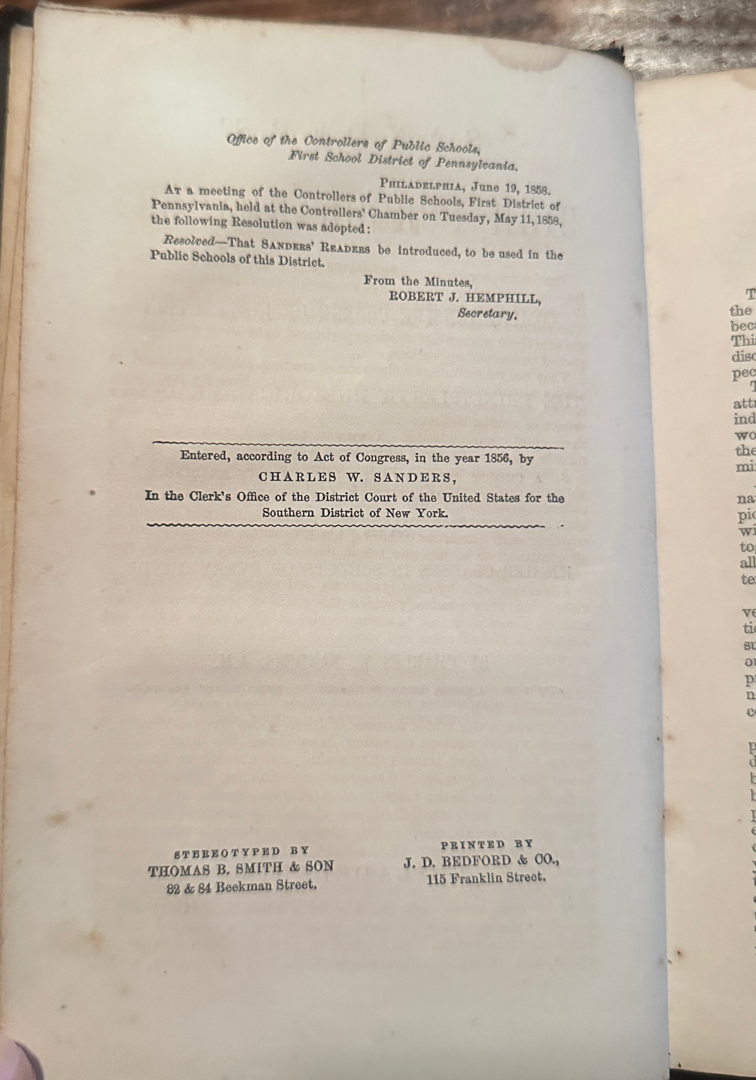 Office of the Controllers of Public Schools,
First School District of Pennsylvania.
PHILADELPHIA, June 19, 1858.
AT a meeting of the Controllers of Public Schools, First District of
Pennsylvania, held at the Controllers' Chamber on Tuesday, May 11, 1858,
the following Resolution was adopted:
Resolved—That SANDERS' READERS be introduced, to be used in the
Public Schools of this District.
From the Minutes,
ROBERT J. HEMPHILL,
Secretary.
Entered, according to Act of Congress, in the year 1856, by
CHARLES W. SANDERS,
In the Clerk's Office of the District Court of the United States for the
Southern District of New York.
STEREOTYPED BY
THOMAS B. SMITH & SON
82 & 84 Beekman Street.
PRINTED BY
J. D. BEDFORD & CO.,
115 Franklin Street.
the